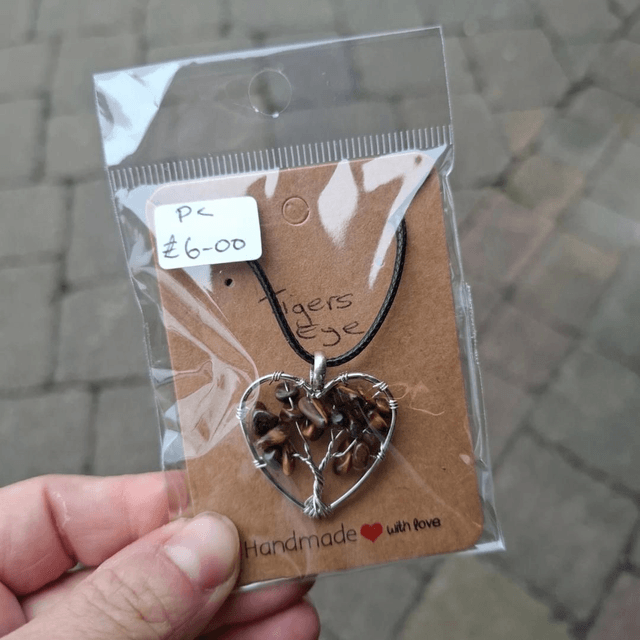 PC
£6-00
Tigers
Eye
Handmade with love